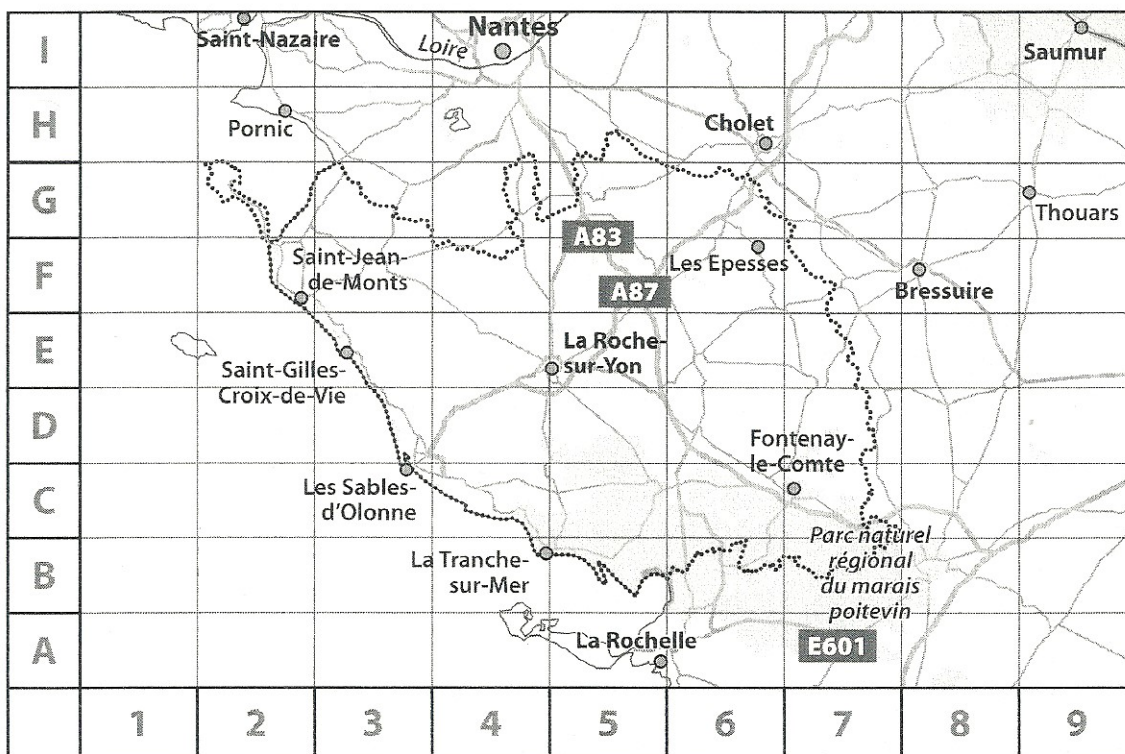 I
Saint-Nazaire
Loire
Nantes
Saumur
H
Pornic
Cholet
G
Thouars
A83
F
Saint-Jean-
de-Monts
Les Epesses
A87
Bressuire
E
Saint-Gilles-
Croix-de-Vie
La Roche-
sur-Yon
D
Fontenay-
le-Comte
C
Les Sables-
d'Olonne
Parc naturel
régional
du marais
poitevin
B
La Tranche-
sur-Mer
A
La Rochelle
E601
1 2 3 4 5 6 7 8 9